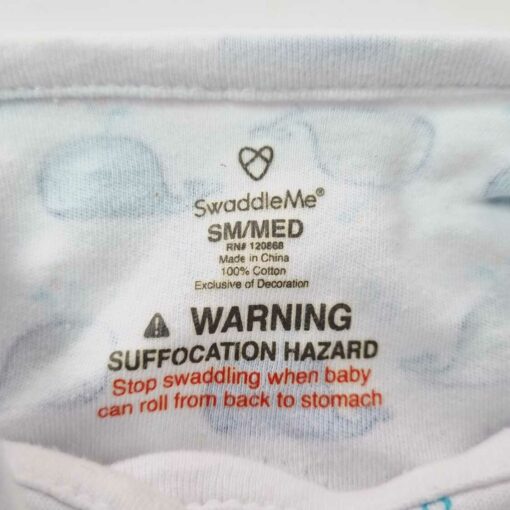 SwaddleMe®
SM/MED
RN# 120868
Made in China
100% Cotton
Exclusive of Decoration
WARNING
SUFFOCATION HAZARD
Stop swaddling when baby
can roll from back to stomach